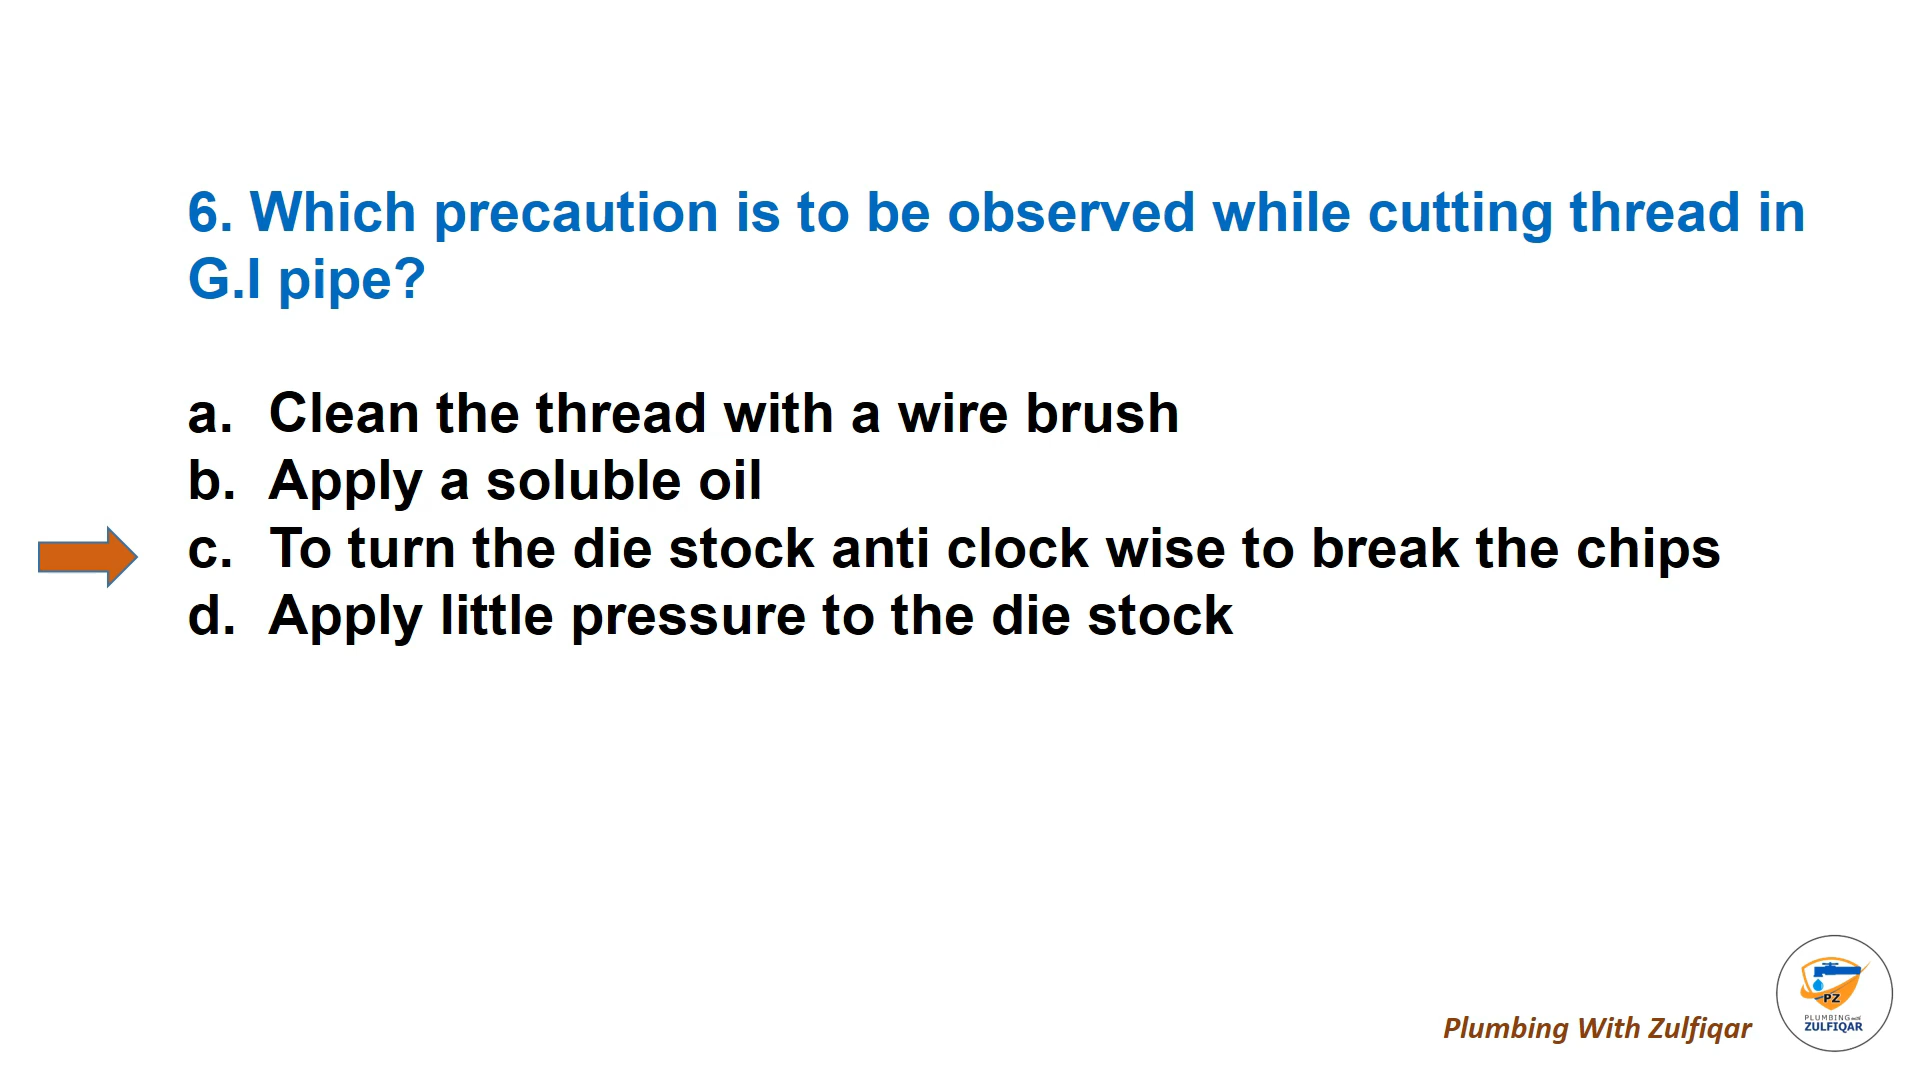 6. Which precaution is to be observed while cutting thread in
G.I pipe?
a. Clean the thread with a wire brush
b. Apply a soluble oil
c. To turn the die stock anti clock wise to break the chips
d. Apply little pressure to the die stock
Plumbing With Zulfiqar
PZ
PLUMBING with
ZULFIQAR